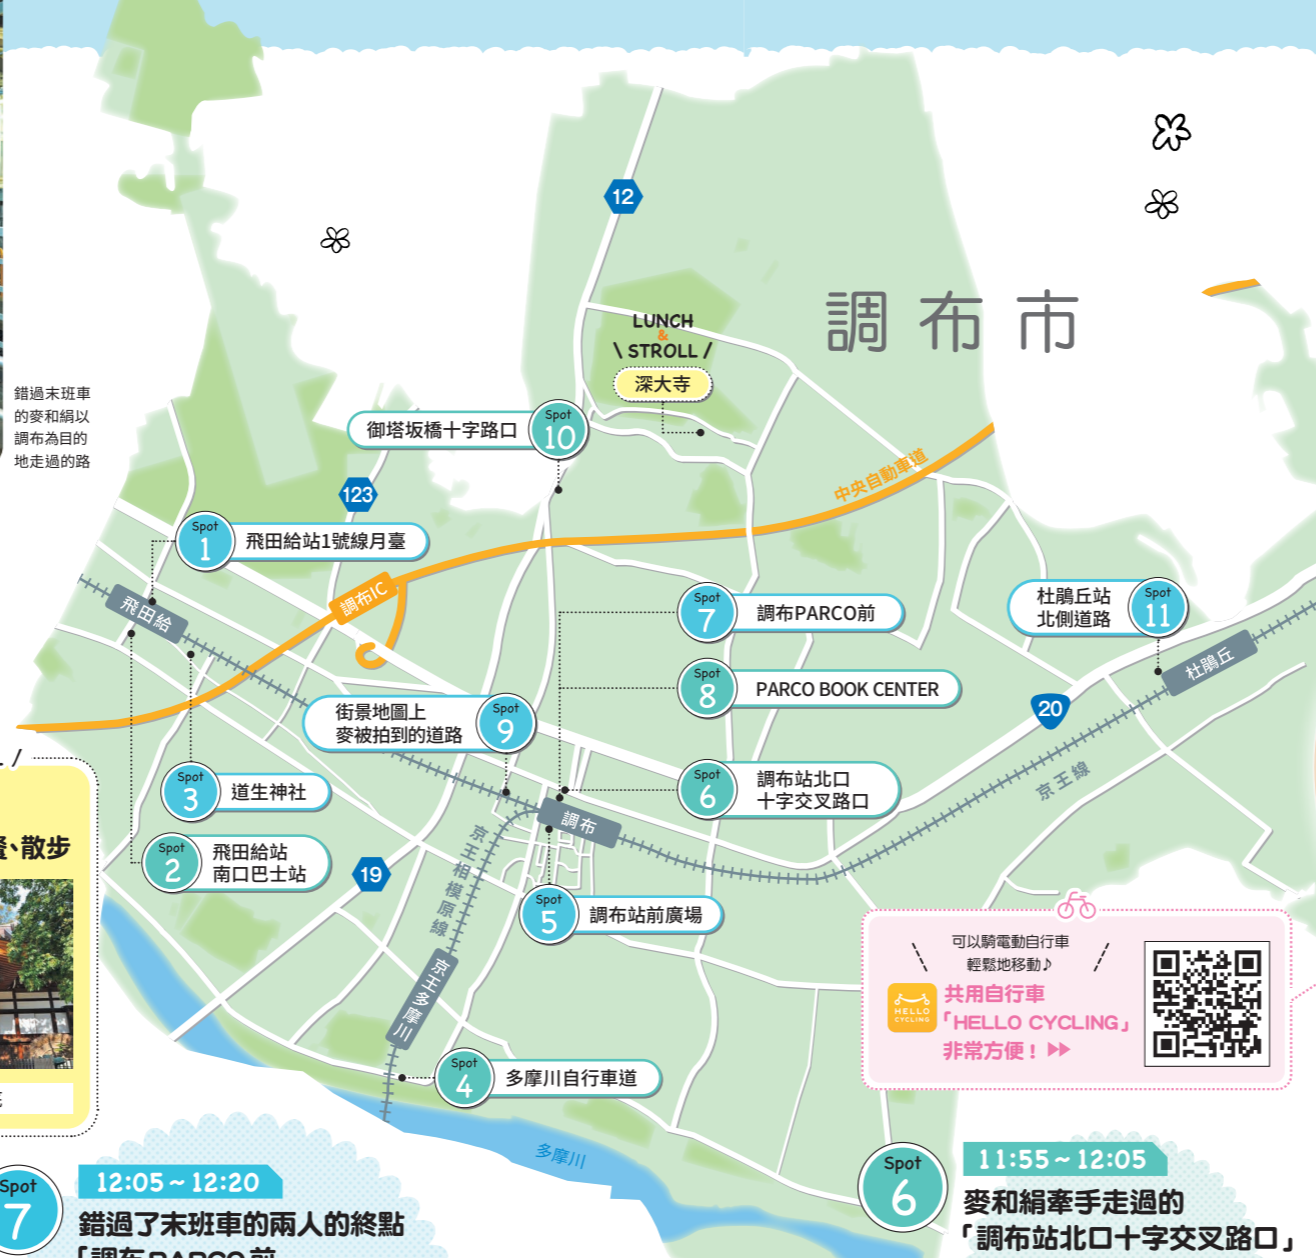 調布市
12
LUNCH
&
STROLL
深大寺
錯過末班車
的麥和絹以
調布為目的
地走過的路
御塔坂橋十字路口
Spot
10
中央自動車道
123
Spot
1
飛田給站1號線月臺
飛田給
調布IC
Spot
7
調布PARCO前
杜鵑丘站
北側道路
Spot
11
杜鵑丘
Spot
8
PARCO BOOK CENTER
20
街景地圖上
麥被拍到的道路
Spot
9
Spot
6
調布站北口
十字交叉路口
京王線
Spot
3
道生神社
調布
、散步
Spot
2
飛田給站
南口巴士站
19
京王相模原線
Spot
5
調布站前廣場
京王多摩川
可以騎電動自行車
輕鬆地移動♪
HELLO
CYCLING
共用自行車
「HELLO CYCLING」
非常方便！ ▶▶
Spot
4
多摩川自行車道
多摩川
Spot
7
12:05～12:20
錯過了末班車的兩人的終點
「調布PARCO前
Spot
6
11:55～12:05
麥和絹牽手走過的
「調布站北口十字交叉路口」